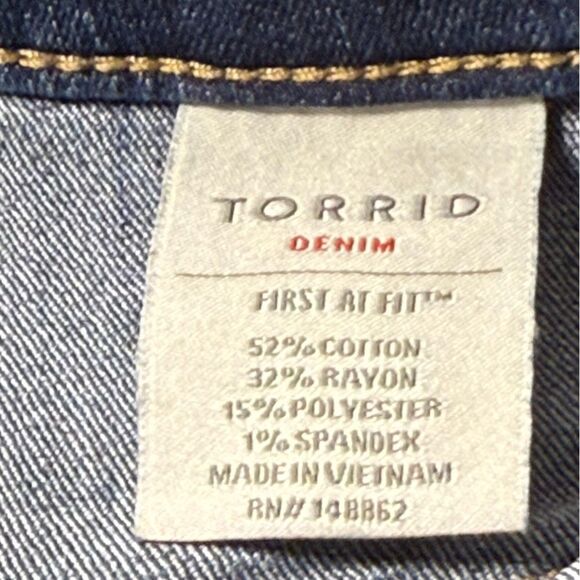 TORRID
DENIM
FIRST AT FIT™
52% COTTON
32% RAYON
15% POLYESTER
1% SPANDEX
MADE IN VIETNAM
RN# 148862